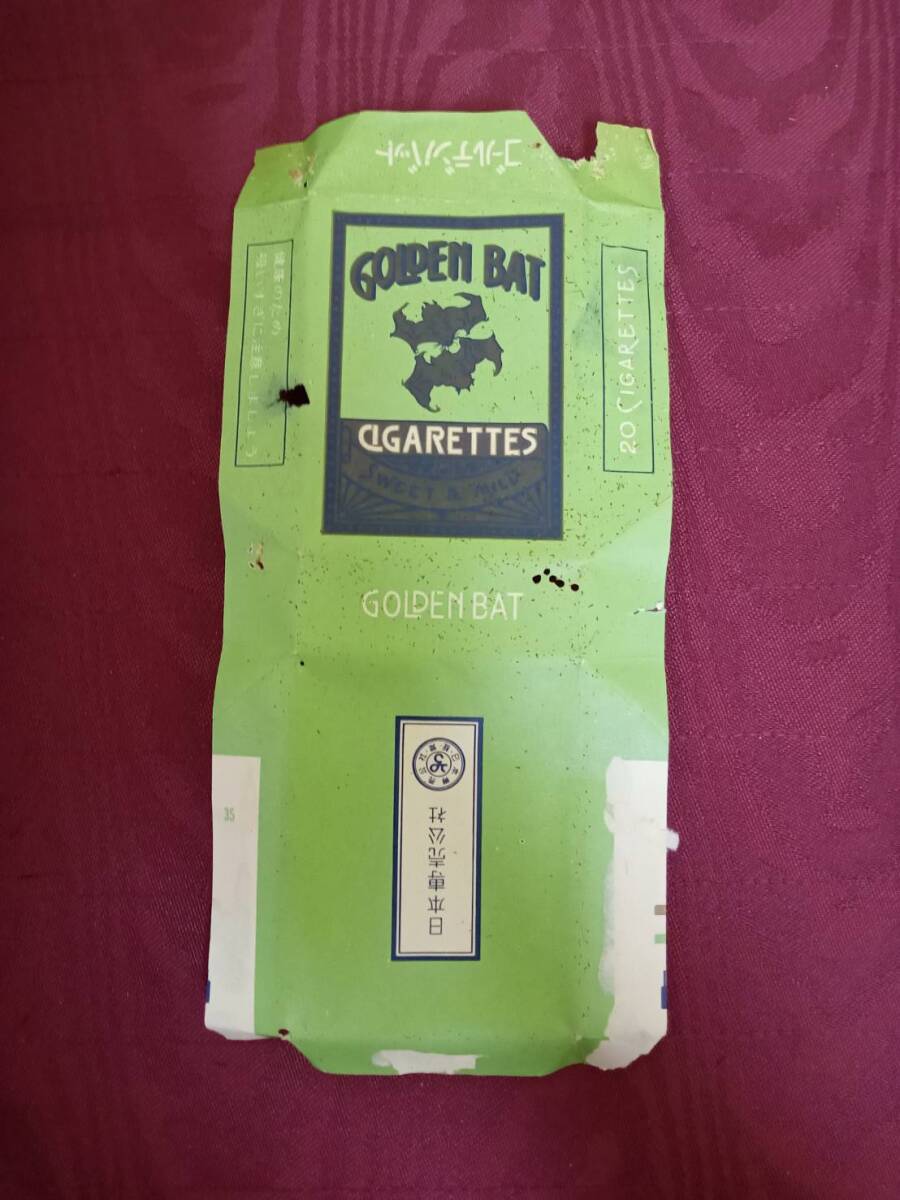 ゴールデンバット
GOLDEN BAT
CIGARETTES
SWEET & MILD
健康のため
吸いすぎに注意しましょう
20 CIGARETTES
GOLDEN BAT
日本専売公社
35